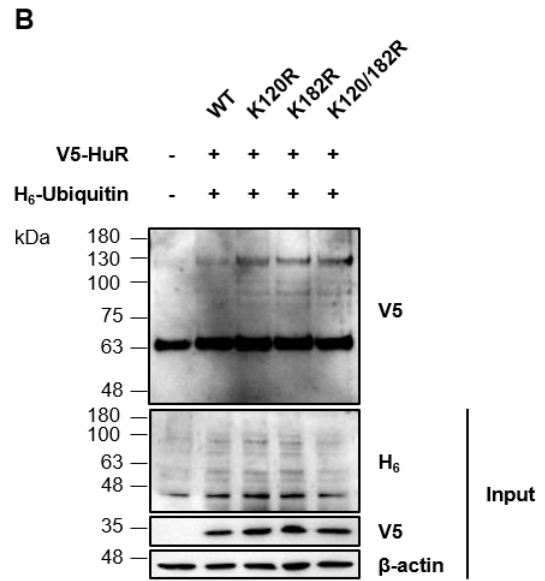 B
WT K120R K182R K120/182R
V5-HuR - + + + +
H₆-Ubiquitin - + + + +
kDa
180
130
100
75
63
48
V5
180
100
63
48
H₆
35
V5
48
β-actin
Input